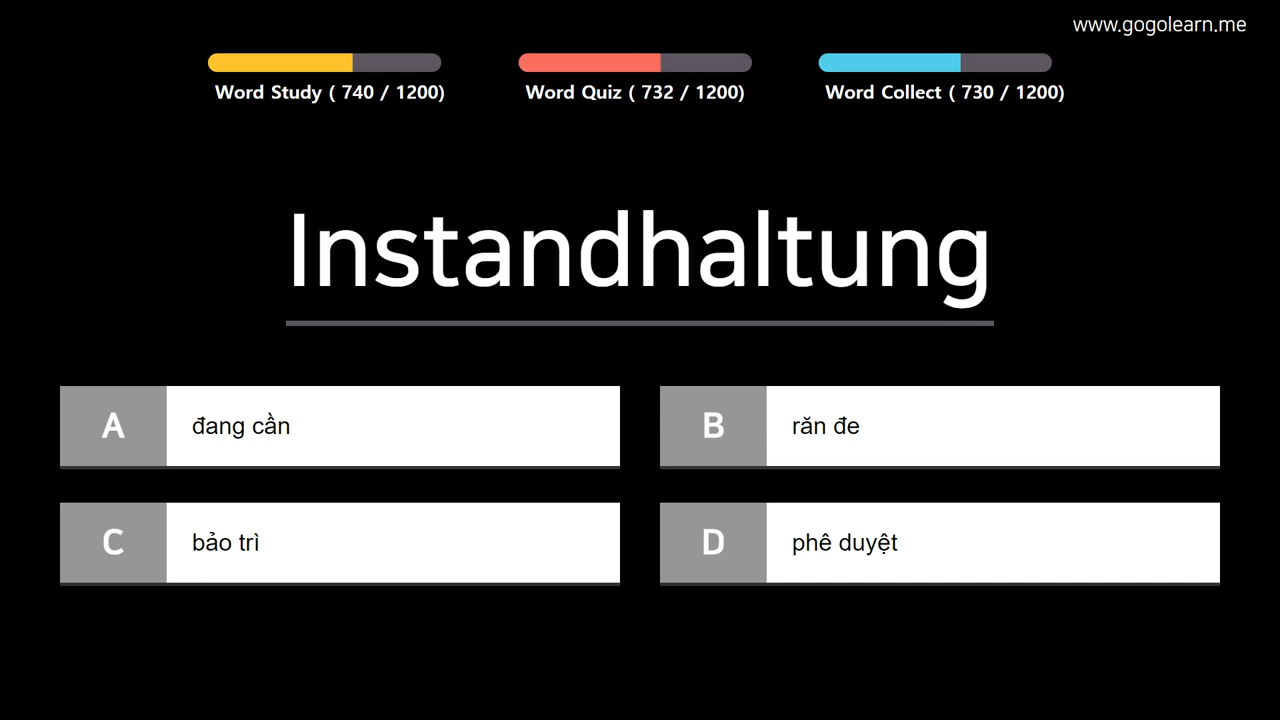 www.gogolearn.me
Word Study ( 740 / 1200)
Word Quiz ( 732 / 1200)
Word Collect ( 730 / 1200)
Instandhaltung
A đang cần
B răn đe
C bảo trì
D phê duyệt